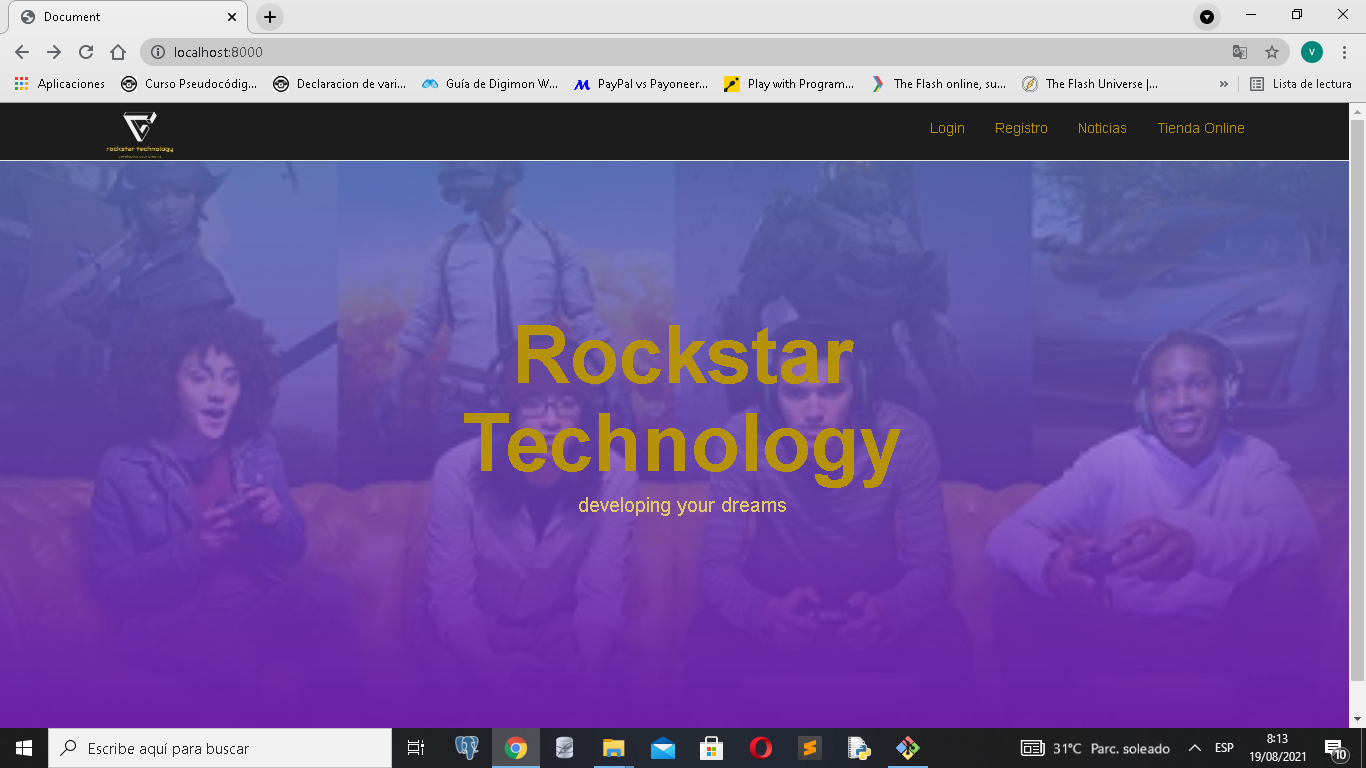 Document
localhost:8000
V
Aplicaciones
Curso Pseudocódig...
Declaracion de vari...
Guía de Digimon W...
PayPal vs Payoneer...
Play with Program...
The Flash online, su...
The Flash Universe |...
»
Lista de lectura
rockstar technology
Login
Registro
Noticias
Tienda Online
Rockstar
Technology
developing your dreams
Escribe aquí para buscar
31°C Parc. soleado
ESP
8:13
19/08/2021
10